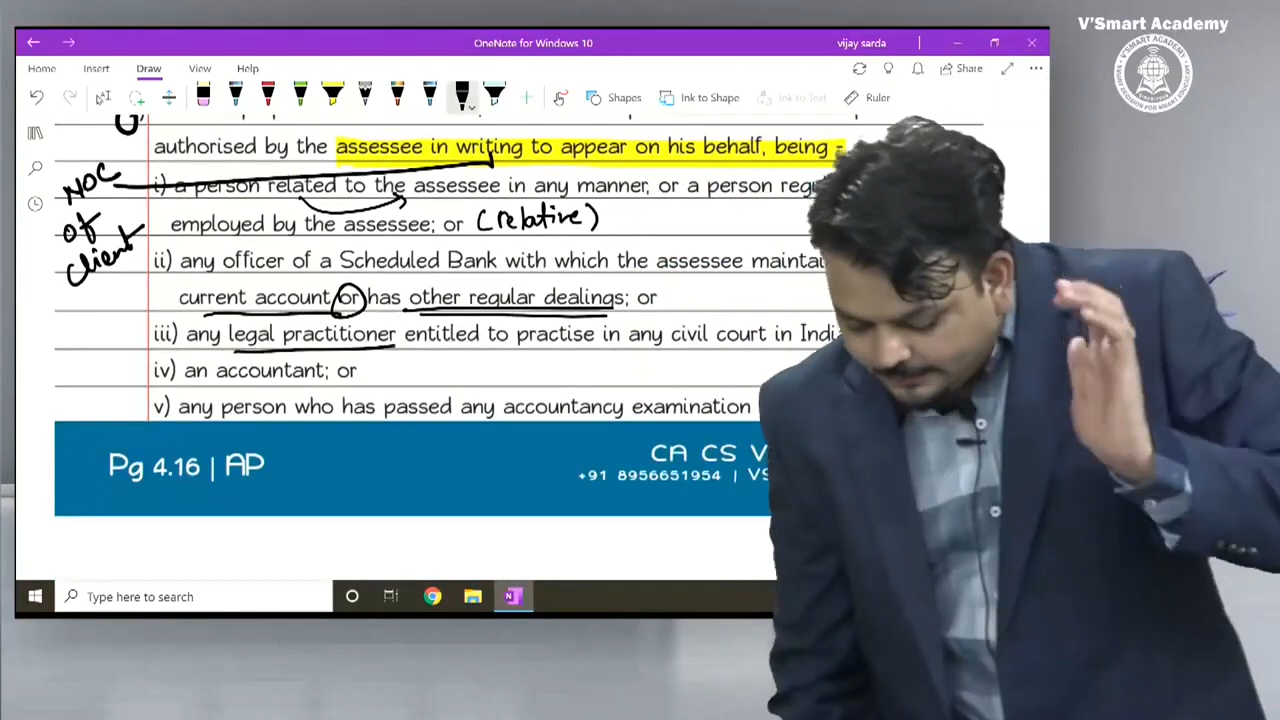 V'Smart Academy
OneNote for Windows 10
vijay sarda
Home Insert Draw View Help
Share
Shapes
Ink to Shape
Ink to Text
Ruler
authorised by the assessee in writing to appear on his behalf, being -
NOC of client
i) a person related to the assessee in any manner, or a person
employed by the assessee; or (relative)
ii) any officer of a Scheduled Bank with which the assessee
current account or has other regular dealings; or
iii) any legal practitioner entitled to practise in any civil court in
iv) an accountant; or
v) any person who has passed any accountancy examination
Pg 4.16 | AP
CA CS V
+91 8956651954 |
Type here to search